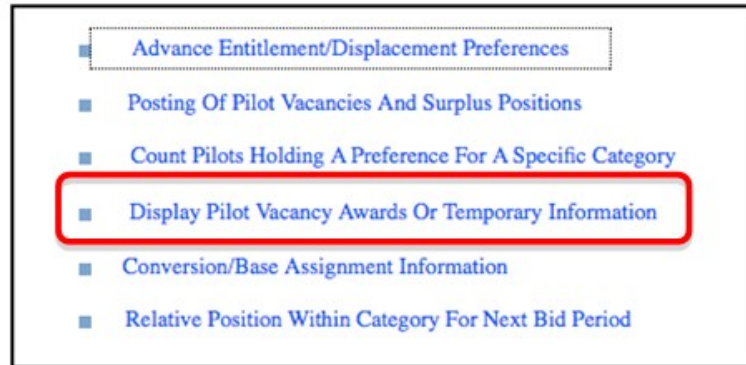 Advance Entitlement/Displacement Preferences
Posting Of Pilot Vacancies And Surplus Positions
Count Pilots Holding A Preference For A Specific Category
Display Pilot Vacancy Awards Or Temporary Information
Conversion/Base Assignment Information
Relative Position Within Category For Next Bid Period